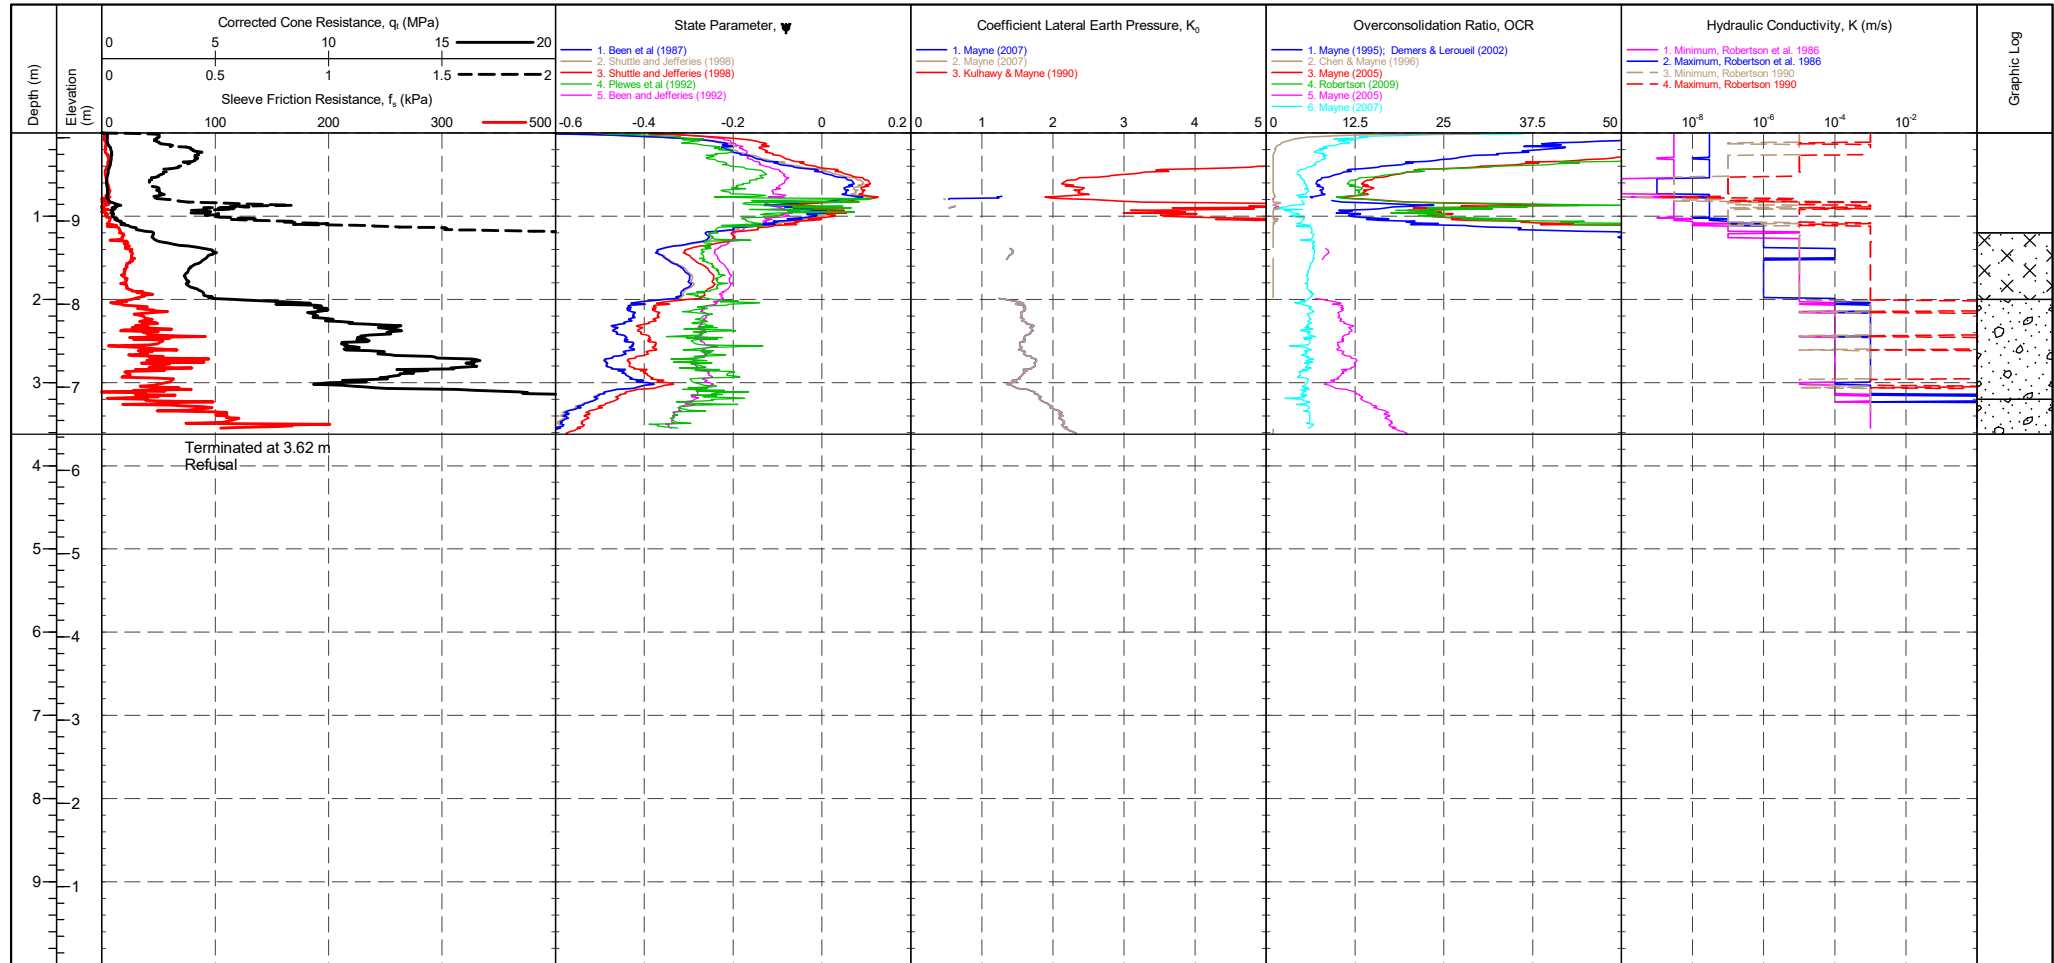 Depth (m)
Elevation (m)
Corrected Cone Resistance, qt (MPa)
0 5 10 15 20
0 0.5 1 1.5 2
Sleeve Friction Resistance, fs (kPa)
0 100 200 300 500
State Parameter, ψ
1. Been et al (1987)
2. Shuttle and Jefferies (1998)
3. Shuttle and Jefferies (1998)
4. Plewes et al (1992)
5. Been and Jefferies (1992)
-0.6 -0.4 -0.2 0 0.2
Coefficient Lateral Earth Pressure, K0
1. Mayne (2007)
2. Mayne (2007)
3. Kulhawy & Mayne (1990)
0 1 2 3 4 5
Overconsolidation Ratio, OCR
1. Mayne (1995); Demers & Leroueil (2002)
2. Chen & Mayne (1996)
3. Mayne (2005)
4. Robertson (2009)
5. Mayne (2005)
6. Mayne (2007)
0 12.5 25 37.5 50
Hydraulic Conductivity, K (m/s)
1. Minimum, Robertson et al. 1986
2. Maximum, Robertson et al. 1986
3. Minimum, Robertson 1990
4. Maximum, Robertson 1990
10-8 10-6 10-4 10-2
Graphic Log
1 9
2 8
3 7
Terminated at 3.62 m
Refusal
4 6
5 5
6 4
7 3
8 2
9 1